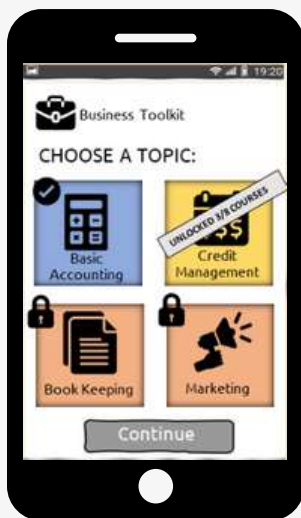 19:20
Business Toolkit
CHOOSE A TOPIC:
Basic
Accounting
UNLOCKED 3/8 COURSES
$$
Credit
Management
Book Keeping
Marketing
Continue